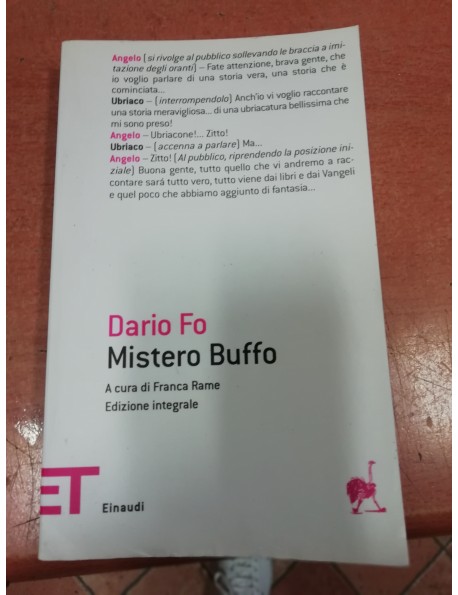 Angelo [si rivolge al pubblico sollevando le braccia a imi-
tazione degli oranti] – Fate attenzione, brava gente, che
io voglio parlare di una storia vera, una storia che è
cominciata...
Ubriaco – [interrompendolo] Anch'io vi voglio raccontare
una storia meravigliosa... di una ubriacatura bellissima che
mi sono preso!
Angelo – Ubriacone!... Zitto!
Ubriaco – [accenna a parlare] Ma...
Angelo – Zitto! [Al pubblico, riprendendo la posizione ini-
ziale] Buona gente, tutto quello che vi andremo a rac-
contare sará tutto vero, tutto viene dai libri e dai Vangeli
e quel poco che abbiamo aggiunto di fantasia...
Dario Fo
Mistero Buffo
A cura di Franca Rame
Edizione integrale
ET
Einaudi